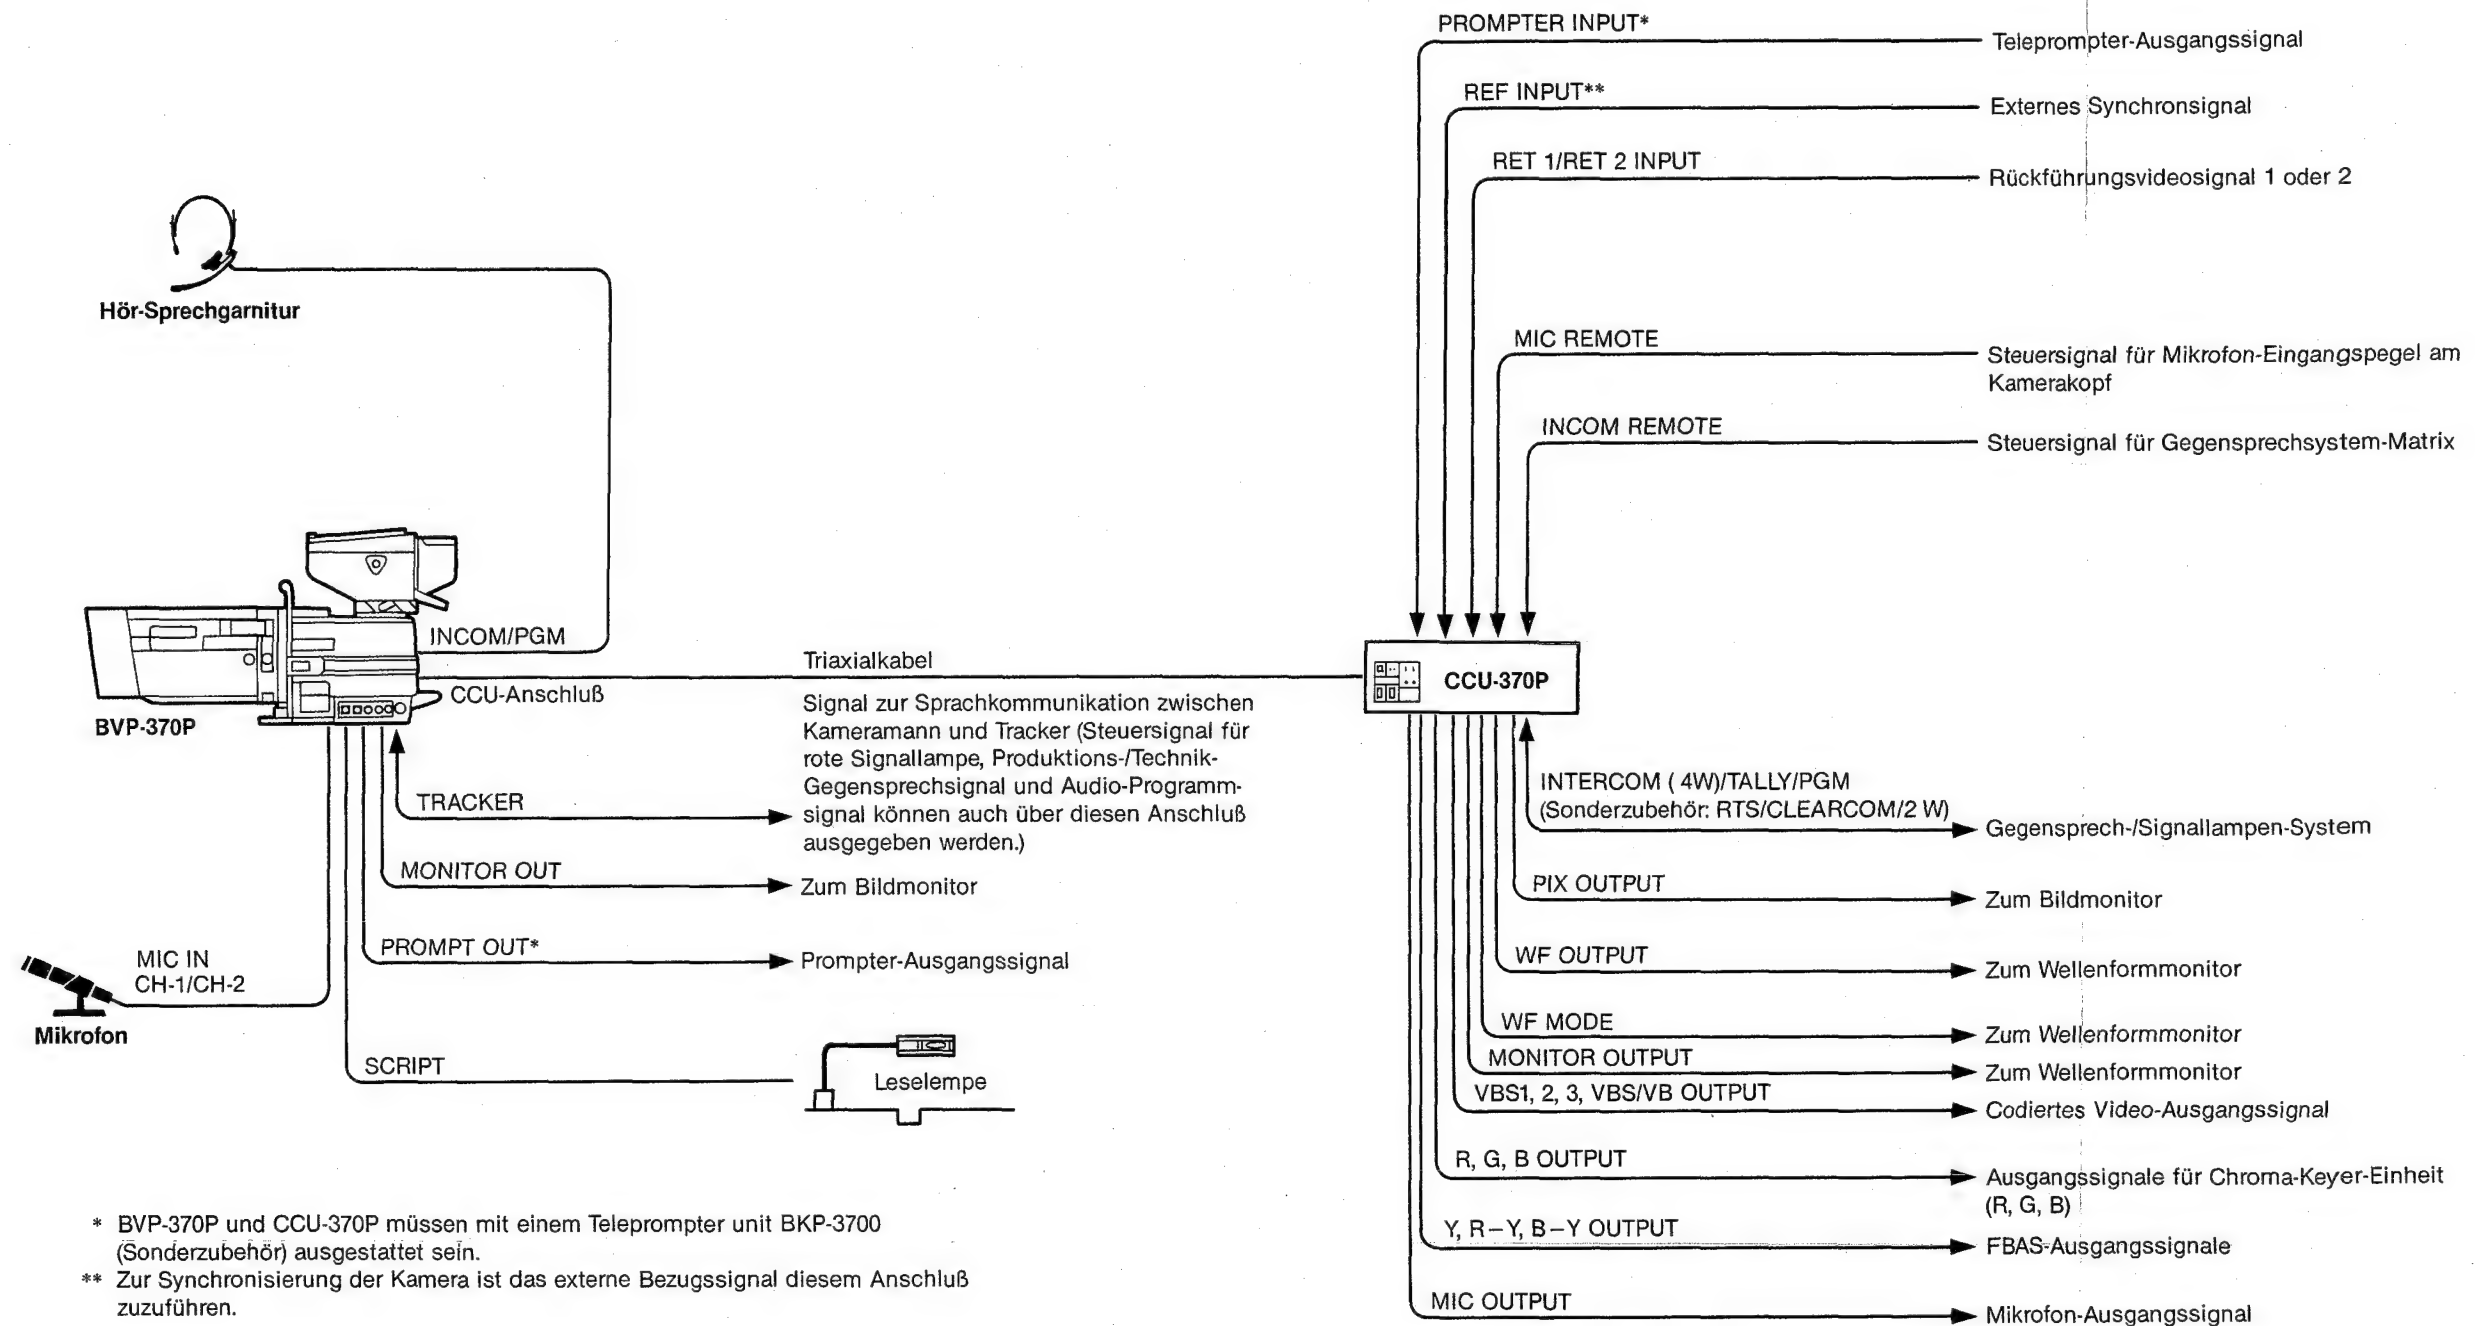 PROMPTER INPUT*
Teleprompter-Ausgangssignal
REF INPUT**
Externes Synchronsignal
RET 1/RET 2 INPUT
Rückführungsvideosignal 1 oder 2
Hör-Sprechgarnitur
MIC REMOTE
Steuersignal für Mikrofon-Eingangspegel am
Kamerakopf
INCOM REMOTE
Steuersignal für Gegensprechsystem-Matrix
INCOM/PGM
CCU-Anschluß
BVP-370P
Triaxialkabel
Signal zur Sprachkommunikation zwischen
Kameramann und Tracker (Steuersignal für
rote Signallampe, Produktions-/Technik-
Gegensprechsignal und Audio-Programm-
signal können auch über diesen Anschluß
ausgegeben werden.)
CCU-370P
TRACKER
MONITOR OUT
Zum Bildmonitor
PROMPT OUT*
Prompter-Ausgangssignal
MIC IN
CH-1/CH-2
Mikrofon
SCRIPT
Leselempe
INTERCOM ( 4W)/TALLY/PGM
(Sonderzubehör: RTS/CLEARCOM/2 W)
Gegensprech-/Signallampen-System
PIX OUTPUT
Zum Bildmonitor
WF OUTPUT
Zum Wellenformmonitor
WF MODE
Zum Wellenformmonitor
MONITOR OUTPUT
Zum Wellenformmonitor
VBS1, 2, 3, VBS/VB OUTPUT
Codiertes Video-Ausgangssignal
R, G, B OUTPUT
Ausgangssignale für Chroma-Keyer-Einheit
(R, G, B)
Y, R–Y, B–Y OUTPUT
FBAS-Ausgangssignale
MIC OUTPUT
Mikrofon-Ausgangssignal
* BVP-370P und CCU-370P müssen mit einem Teleprompter unit BKP-3700
(Sonderzubehör) ausgestattet sein.
** Zur Synchronisierung der Kamera ist das externe Bezugssignal diesem Anschluß
zuzuführen.